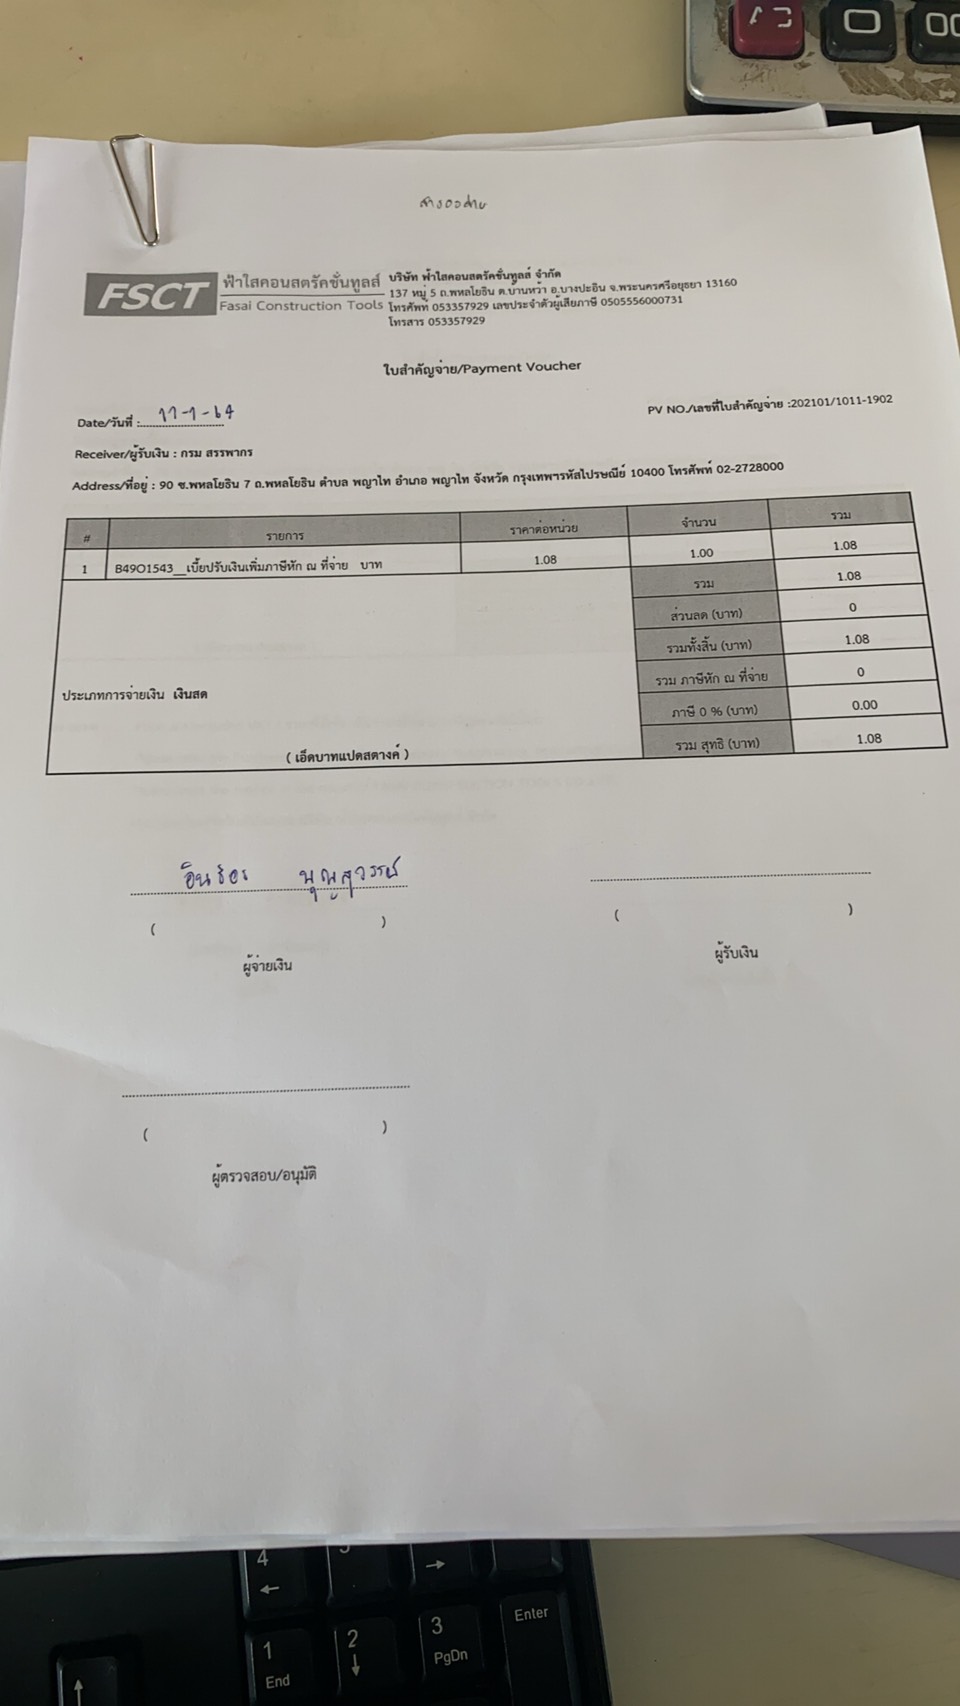 สำรองจ่าย
FSCT ฟ้าใสคอนสตรัคชั่นทูลส์
Fasai Construction Tools
บริษัท ฟ้าใสคอนสตรัคชั่นทูลส์ จำกัด
137 หมู่ 5 ถ.พหลโยธิน ต.บ้านหว้า อ.บางปะอิน จ.พระนครศรีอยุธยา 13160
โทรศัพท์ 053357929 เลขประจำตัวผู้เสียภาษี 0505556000731
โทรสาร 053357929
ใบสำคัญจ่าย/Payment Voucher
Date/วันที่ : 11-1-64
PV NO./เลขที่ใบสำคัญจ่าย :202101/1011-1902
Receiver/ผู้รับเงิน : กรม สรรพากร
Address/ที่อยู่ : 90 ซ.พหลโยธิน 7 ถ.พหลโยธิน ตำบล พญาไท อำเภอ พญาไท จังหวัด กรุงเทพฯรหัสไปรษณีย์ 10400 โทรศัพท์ 02-2728000
# รายการ ราคาต่อหน่วย จำนวน รวม
1 B49O1543__เบี้ยปรับเงินเพิ่มภาษีหัก ณ ที่จ่าย บาท 1.08 1.00 1.08
รวม 1.08
ส่วนลด (บาท) 0
รวมทั้งสิ้น (บาท) 1.08
รวม ภาษีหัก ณ ที่จ่าย 0
ประเภทการจ่ายเงิน เงินสด
ภาษี 0 % (บาท) 0.00
( เอ็ดบาทแปดสตางค์ ) รวม สุทธิ (บาท) 1.08
อินธิอร บุญสุวรรณ์
( ) ( )
ผู้จ่ายเงิน ผู้รับเงิน
( )
ผู้ตรวจสอบ/อนุมัติ
0 00
4
1 2 3 Enter
End PgDn